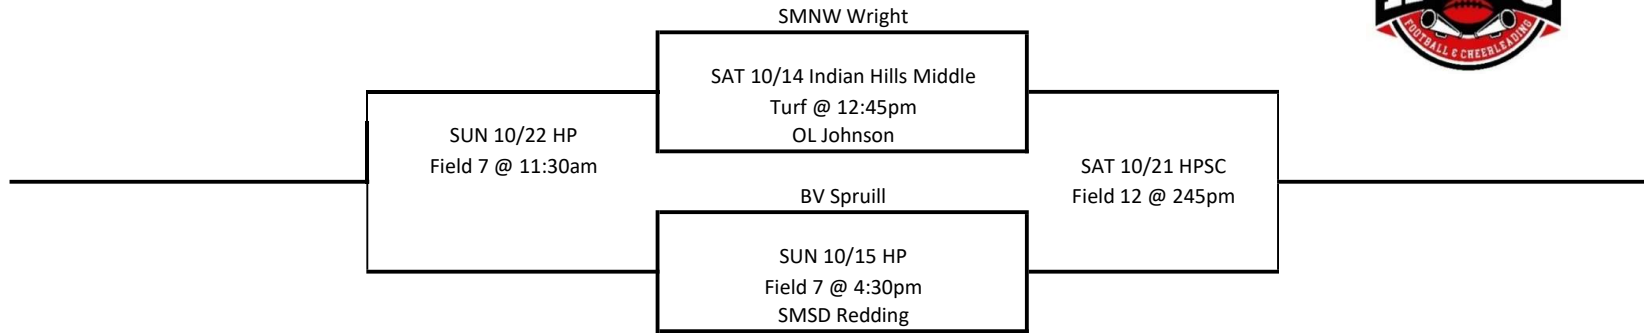 SMNW Wright
FOOTBALL & CHEERLEADING
SAT 10/14 Indian Hills Middle
Turf @ 12:45pm
OL Johnson
SUN 10/22 HP
Field 7 @ 11:30am
SAT 10/21 HPSC
Field 12 @ 245pm
BV Spruill
SUN 10/15 HP
Field 7 @ 4:30pm
SMSD Redding